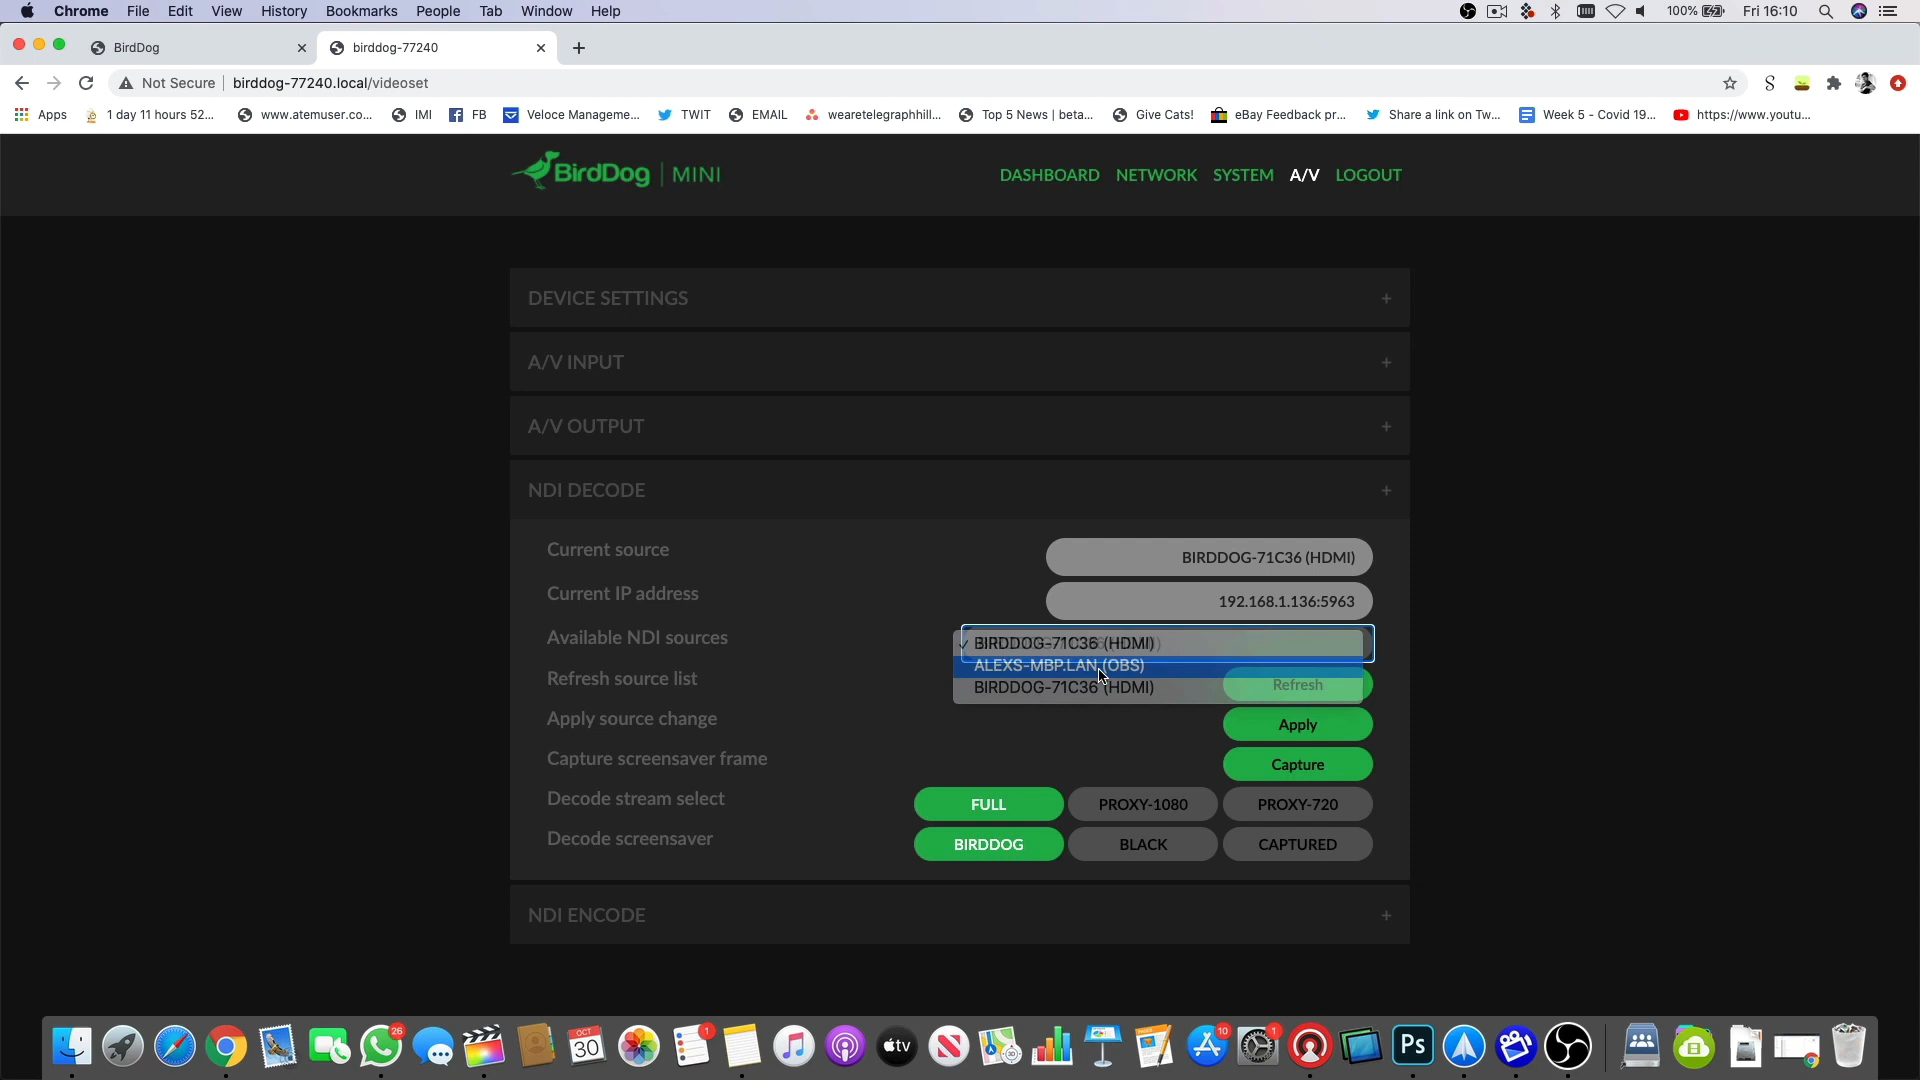 Chrome File Edit View History Bookmarks People Tab Window Help 100% Fri 16:10
BirdDog birddog-77240
Not Secure birddog-77240.local/videoset
Apps 1 day 11 hours 52... www.atemuser.co... IMI FB Veloce Manageme... TWIT EMAIL wearetelegraphhill... Top 5 News | beta... Give Cats! eBay Feedback pr... Share a link on Tw... Week 5 - Covid 19... https://www.youtu...
BirdDog | MINI DASHBOARD NETWORK SYSTEM A/V LOGOUT
DEVICE SETTINGS +
A/V INPUT +
A/V OUTPUT +
NDI DECODE +
Current source BIRDDOG-71C36 (HDMI)
Current IP address 192.168.1.136:5963
Available NDI sources ✓ BIRDDOG-71C36 (HDMI)
ALEXS-MBP.LAN (OBS)
Refresh source list BIRDDOG-71C36 (HDMI) Refresh
Apply source change Apply
Capture screensaver frame Capture
Decode stream select FULL PROXY-1080 PROXY-720
Decode screensaver BIRDDOG BLACK CAPTURED
NDI ENCODE +
26 OCT 30 1 tv 10 1 Ps